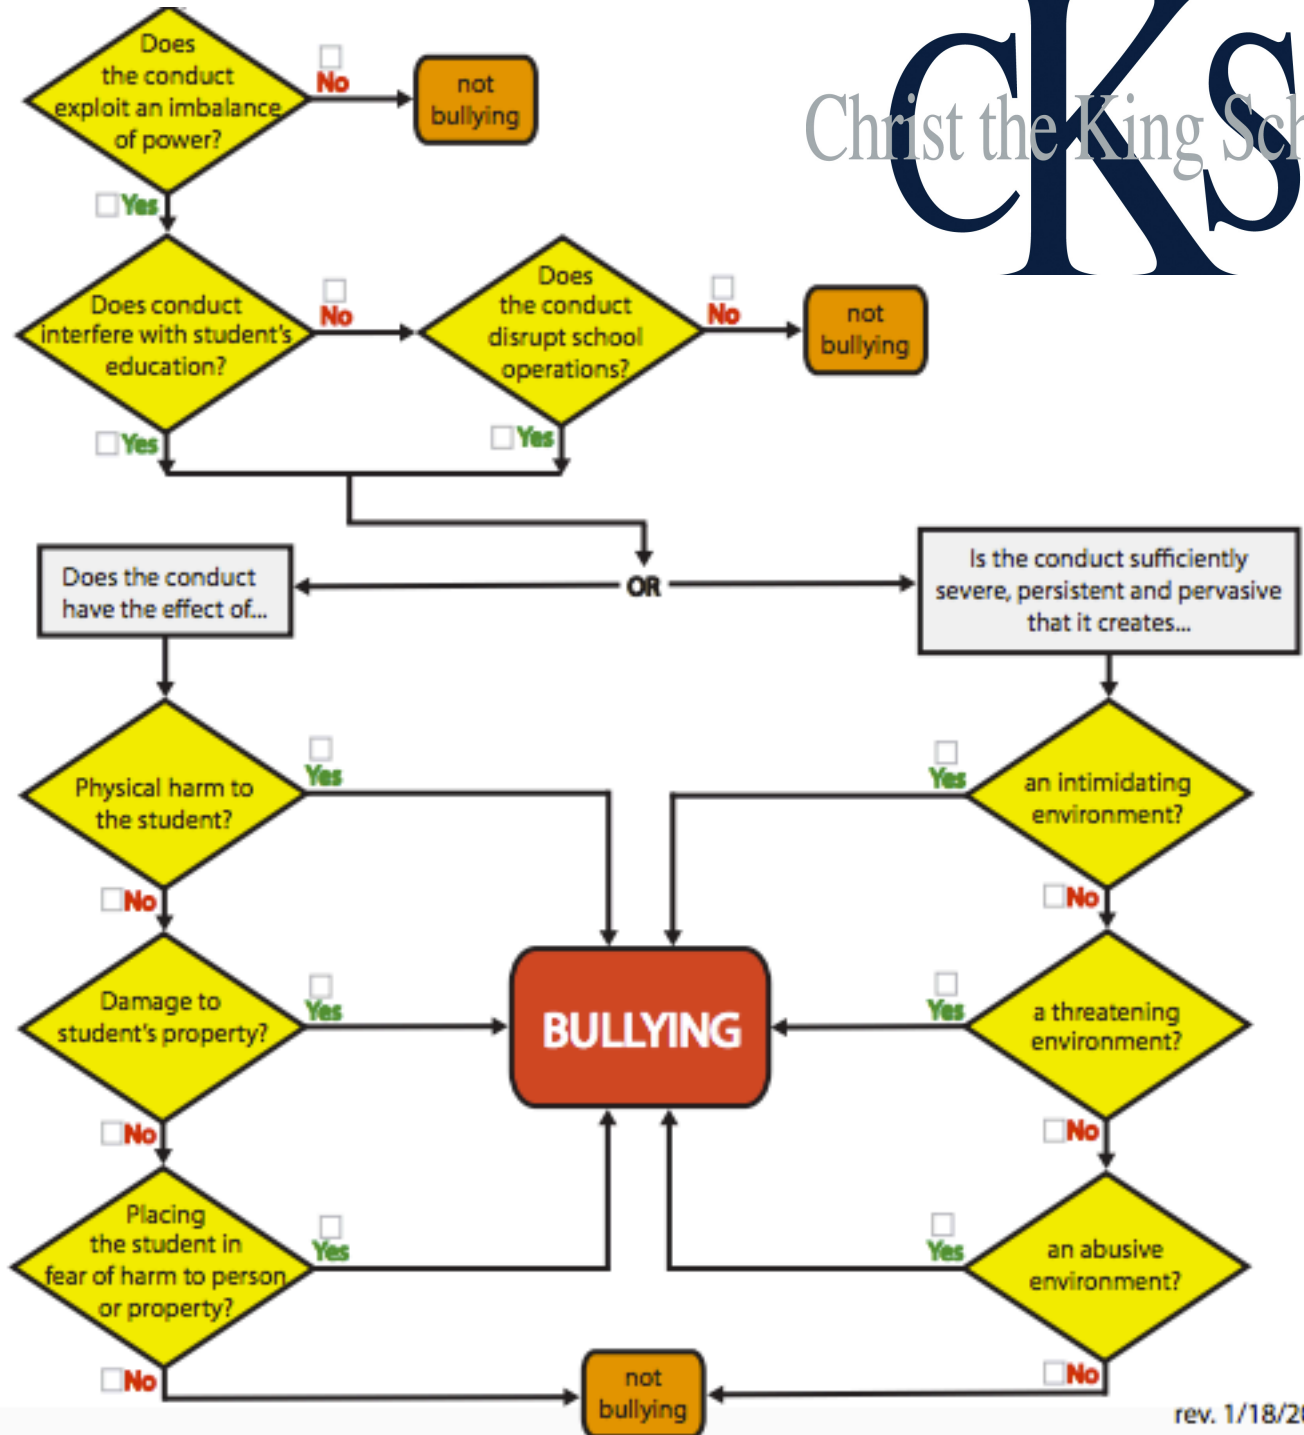 Does
the conduct
exploit an imbalance
of power?
No
not
bullying
CKS
Christ the King
Yes
Does conduct
interfere with student's
education?
No
Does
the conduct
disrupt school
operations?
No
not
bullying
Yes
Yes
Does the conduct
have the effect of...
OR
Is the conduct sufficiently
severe, persistent and pervasive
that it creates...
Physical harm to
the student?
Yes
Yes
an intimidating
environment?
No
No
Damage to
student's property?
Yes
BULLYING
Yes
a threatening
environment?
No
No
Placing
the student in
fear of harm to person
or property?
Yes
Yes
an abusive
environment?
No
not
bullying
No
rev. 1/18/20